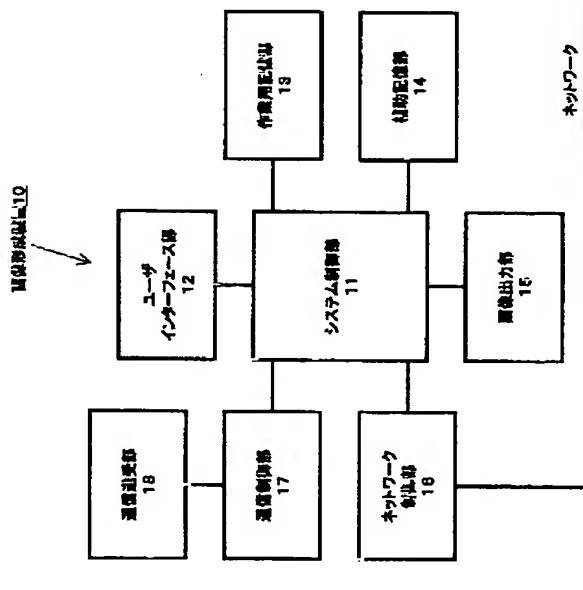 画像形成装置10
ユーザ
インターフェース部
12
作業用記憶部
13
補助記憶部
14
システム制御部
11
画像出力部
15
通信制御部
17
18
ネットワーク
制御部
16
ネットワーク